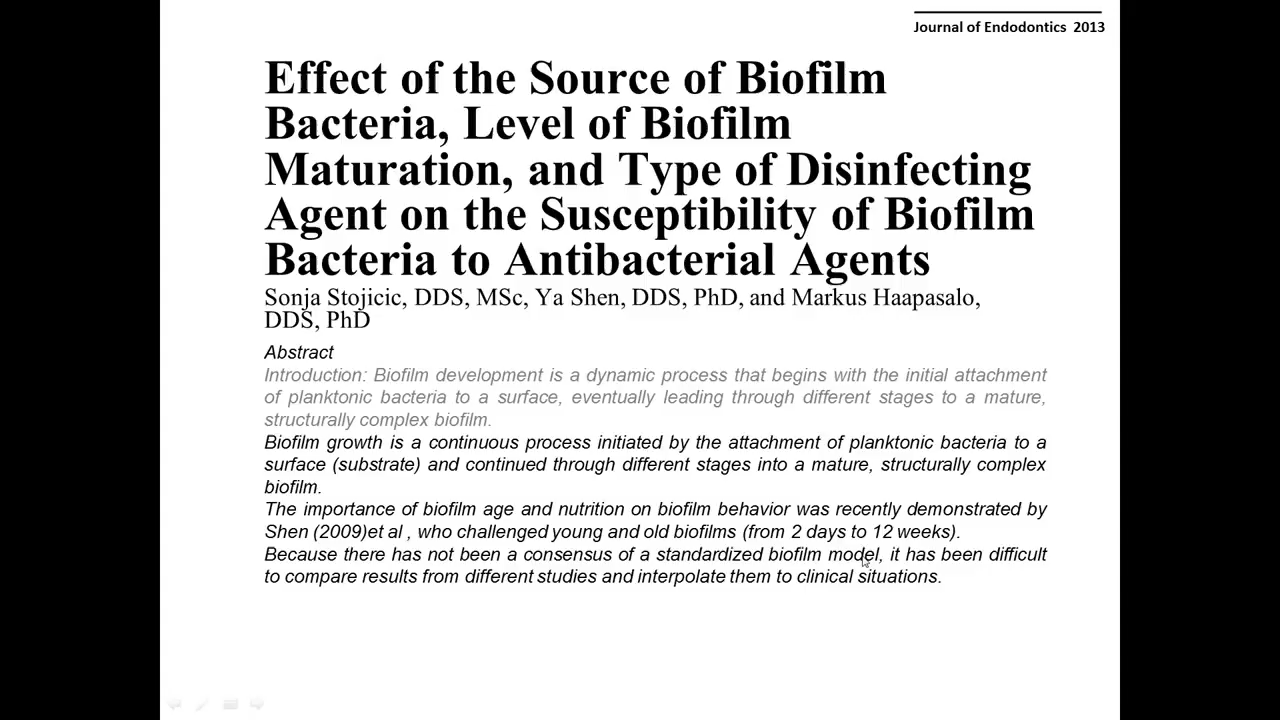 Journal of Endodontics 2013
Effect of the Source of Biofilm
Bacteria, Level of Biofilm
Maturation, and Type of Disinfecting
Agent on the Susceptibility of Biofilm
Bacteria to Antibacterial Agents
Sonja Stojicic, DDS, MSc, Ya Shen, DDS, PhD, and Markus Haapasalo,
DDS, PhD
Abstract
Introduction: Biofilm development is a dynamic process that begins with the initial attachment
of planktonic bacteria to a surface, eventually leading through different stages to a mature,
structurally complex biofilm.
Biofilm growth is a continuous process initiated by the attachment of planktonic bacteria to a
surface (substrate) and continued through different stages into a mature, structurally complex
biofilm.
The importance of biofilm age and nutrition on biofilm behavior was recently demonstrated by
Shen (2009)et al , who challenged young and old biofilms (from 2 days to 12 weeks).
Because there has not been a consensus of a standardized biofilm model, it has been difficult
to compare results from different studies and interpolate them to clinical situations.